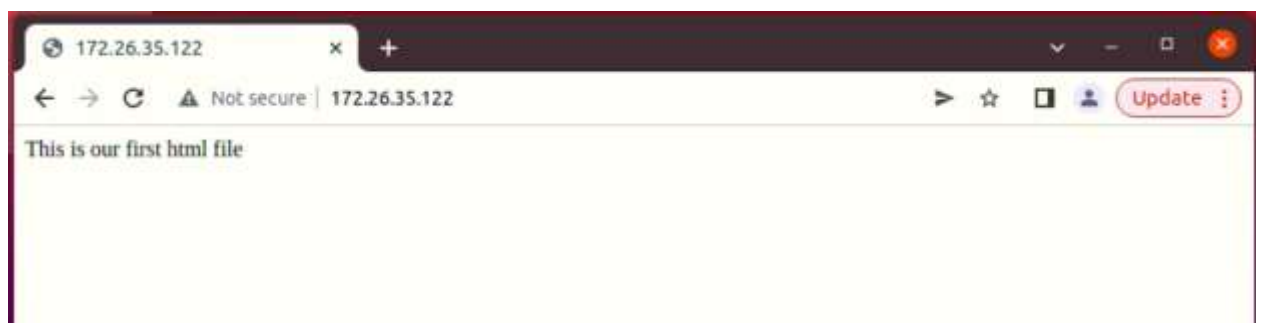 172.26.35.122
Not secure | 172.26.35.122 Update
This is our first html file